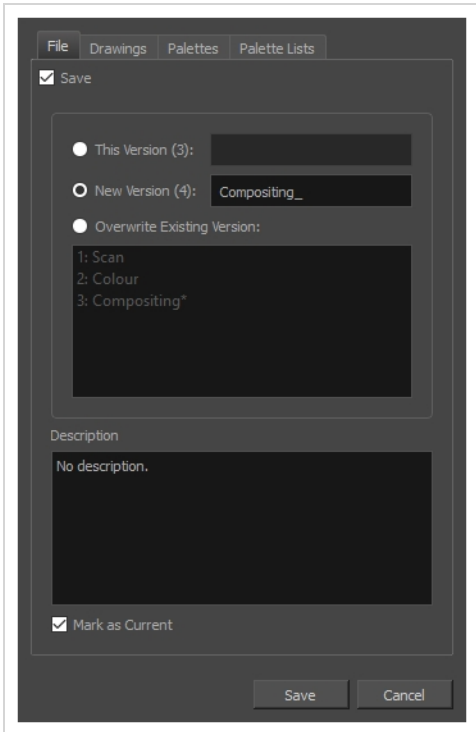 File Drawings Palettes Palette Lists
Save
This Version (3):
New Version (4): Compositing_
Overwrite Existing Version:
1: Scan
2: Colour
3: Compositing*
Description
No description.
Mark as Current
Save Cancel